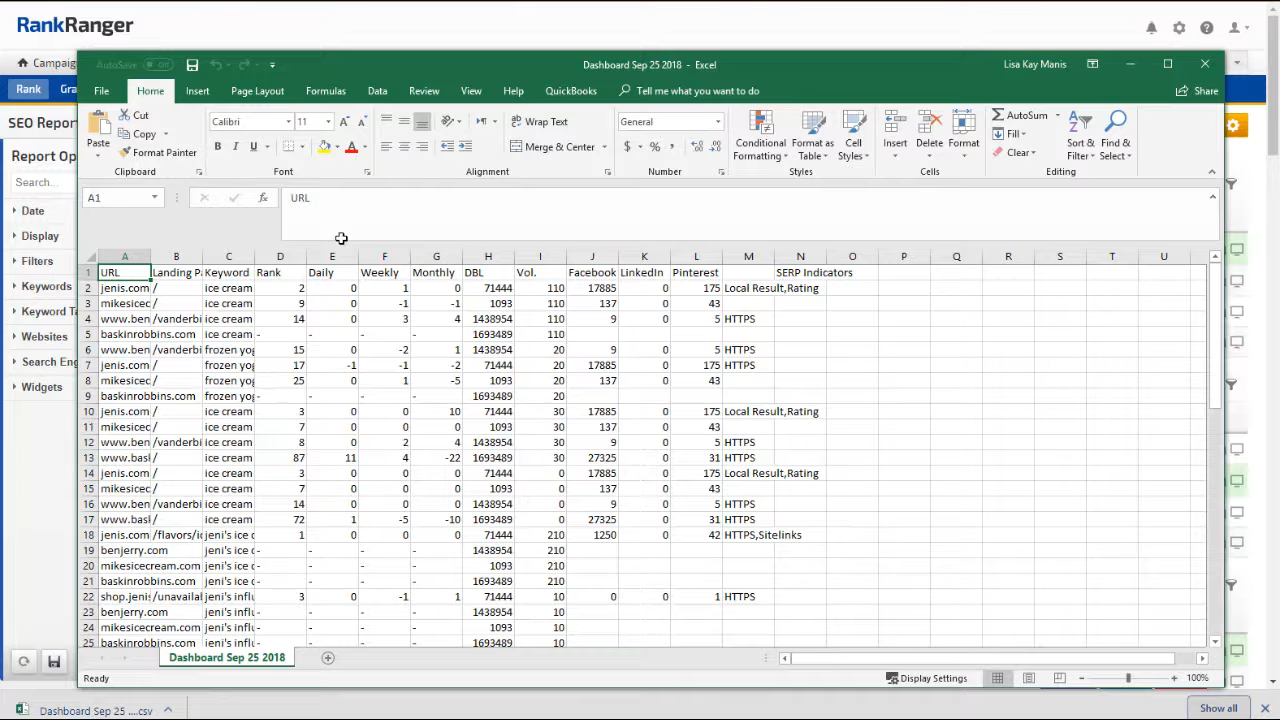 RankRanger
Campaign
Rank Gra
SEO Report
Report Op
Search...
Date
Display
Filters
Keywords
Keyword Ta
Websites
Search Eng
Widgets
AutoSave Off
Dashboard Sep 25 2018 - Excel
Lisa Kay Manis
File Home Insert Page Layout Formulas Data Review View Help QuickBooks Tell me what you want to do Share
Paste Cut Copy Format Painter Clipboard
Calibri 11 B I U A Font
Wrap Text Merge & Center Alignment
General $ % , Number
Conditional Formatting Format as Table Cell Styles Styles
Insert Delete Format Cells
AutoSum Fill Clear Sort & Filter Find & Select Editing
A1 fx URL
A B C D E F G H I J K L M N O P Q R S T U
1 URL Landing Pa Keyword Rank Daily Weekly Monthly DBL Vol. Facebook LinkedIn Pinterest SERP Indicators
2 jenis.com / ice cream 2 0 1 0 71444 110 17885 0 175 Local Result,Rating
3 mikesicec / ice cream 9 0 -1 -1 1093 110 137 0 43
4 www.ben /vanderbi ice cream 14 0 3 4 1438954 110 9 0 5 HTTPS
5 baskinrobbins.com ice cream - - - - 1693489 110
6 www.ben /vanderbi frozen yog 15 0 -2 1 1438954 20 9 0 5 HTTPS
7 jenis.com / frozen yog 17 -1 -1 -2 71444 20 17885 0 175 HTTPS
8 mikesicec / frozen yog 25 0 1 -5 1093 20 137 0 43
9 baskinrobbins.com frozen yog - - - - 1693489 20
10 jenis.com / ice cream 3 0 0 10 71444 30 17885 0 175 Local Result,Rating
11 mikesicec / ice cream 7 0 0 0 1093 30 137 0 43
12 www.ben /vanderbi ice cream 8 0 2 4 1438954 30 9 0 5 HTTPS
13 www.bask / ice cream 87 11 4 -22 1693489 30 27325 0 31 HTTPS
14 jenis.com / ice cream 3 0 0 0 71444 0 17885 0 175 Local Result,Rating
15 mikesicec / ice cream 7 0 0 0 1093 0 137 0 43
16 www.ben /vanderbi ice cream 14 0 0 0 1438954 0 9 0 5 HTTPS
17 www.bask / ice cream 72 1 -5 -10 1693489 0 27325 0 31 HTTPS
18 jenis.com /flavors/ic jeni's ice c 1 0 0 0 71444 210 1250 0 42 HTTPS,Sitelinks
19 benjerry.com jeni's ice c - - - - 1438954 210
20 mikesicecream.com jeni's ice c - - - - 1093 210
21 baskinrobbins.com jeni's ice c - - - - 1693489 210
22 shop.jenis /unavailal jeni's influ 3 0 -1 1 71444 10 0 0 1 HTTPS
23 benjerry.com jeni's influ - - - - 1438954 10
24 mikesicecream.com jeni's influ - - - - 1093 10
25 baskinrobbins.com jeni's influ - - - - 1693489 10
Dashboard Sep 25 2018
Ready Display Settings 100%
Dashboard Sep 25 ....csv Show all